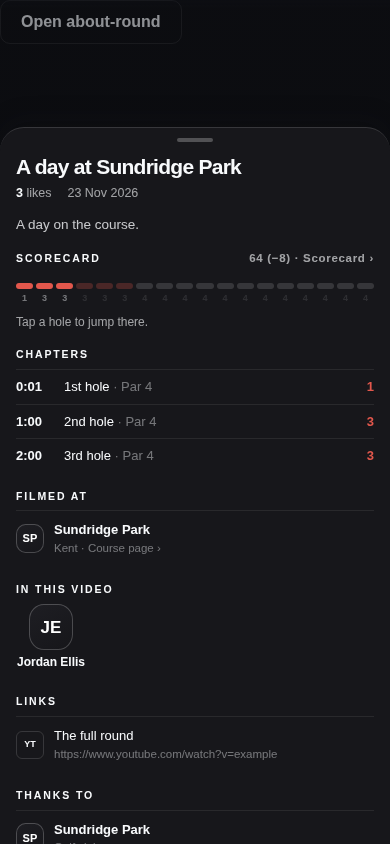 Open about-round
A day at Sundridge Park
3 likes 23 Nov 2026
A day on the course.
SCORECARD 64 (−8) · Scorecard ›
1 3 3 3 3 3 4 4 4 4 4 4 4 4 4 4 4 4
Tap a hole to jump there.
CHAPTERS
0:01 1st hole · Par 4 1
1:00 2nd hole · Par 4 3
2:00 3rd hole · Par 4 3
FILMED AT
SP Sundridge Park
Kent · Course page ›
IN THIS VIDEO
JE
Jordan Ellis
LINKS
YT The full round
https://www.youtube.com/watch?v=example
THANKS TO
SP Sundridge Park